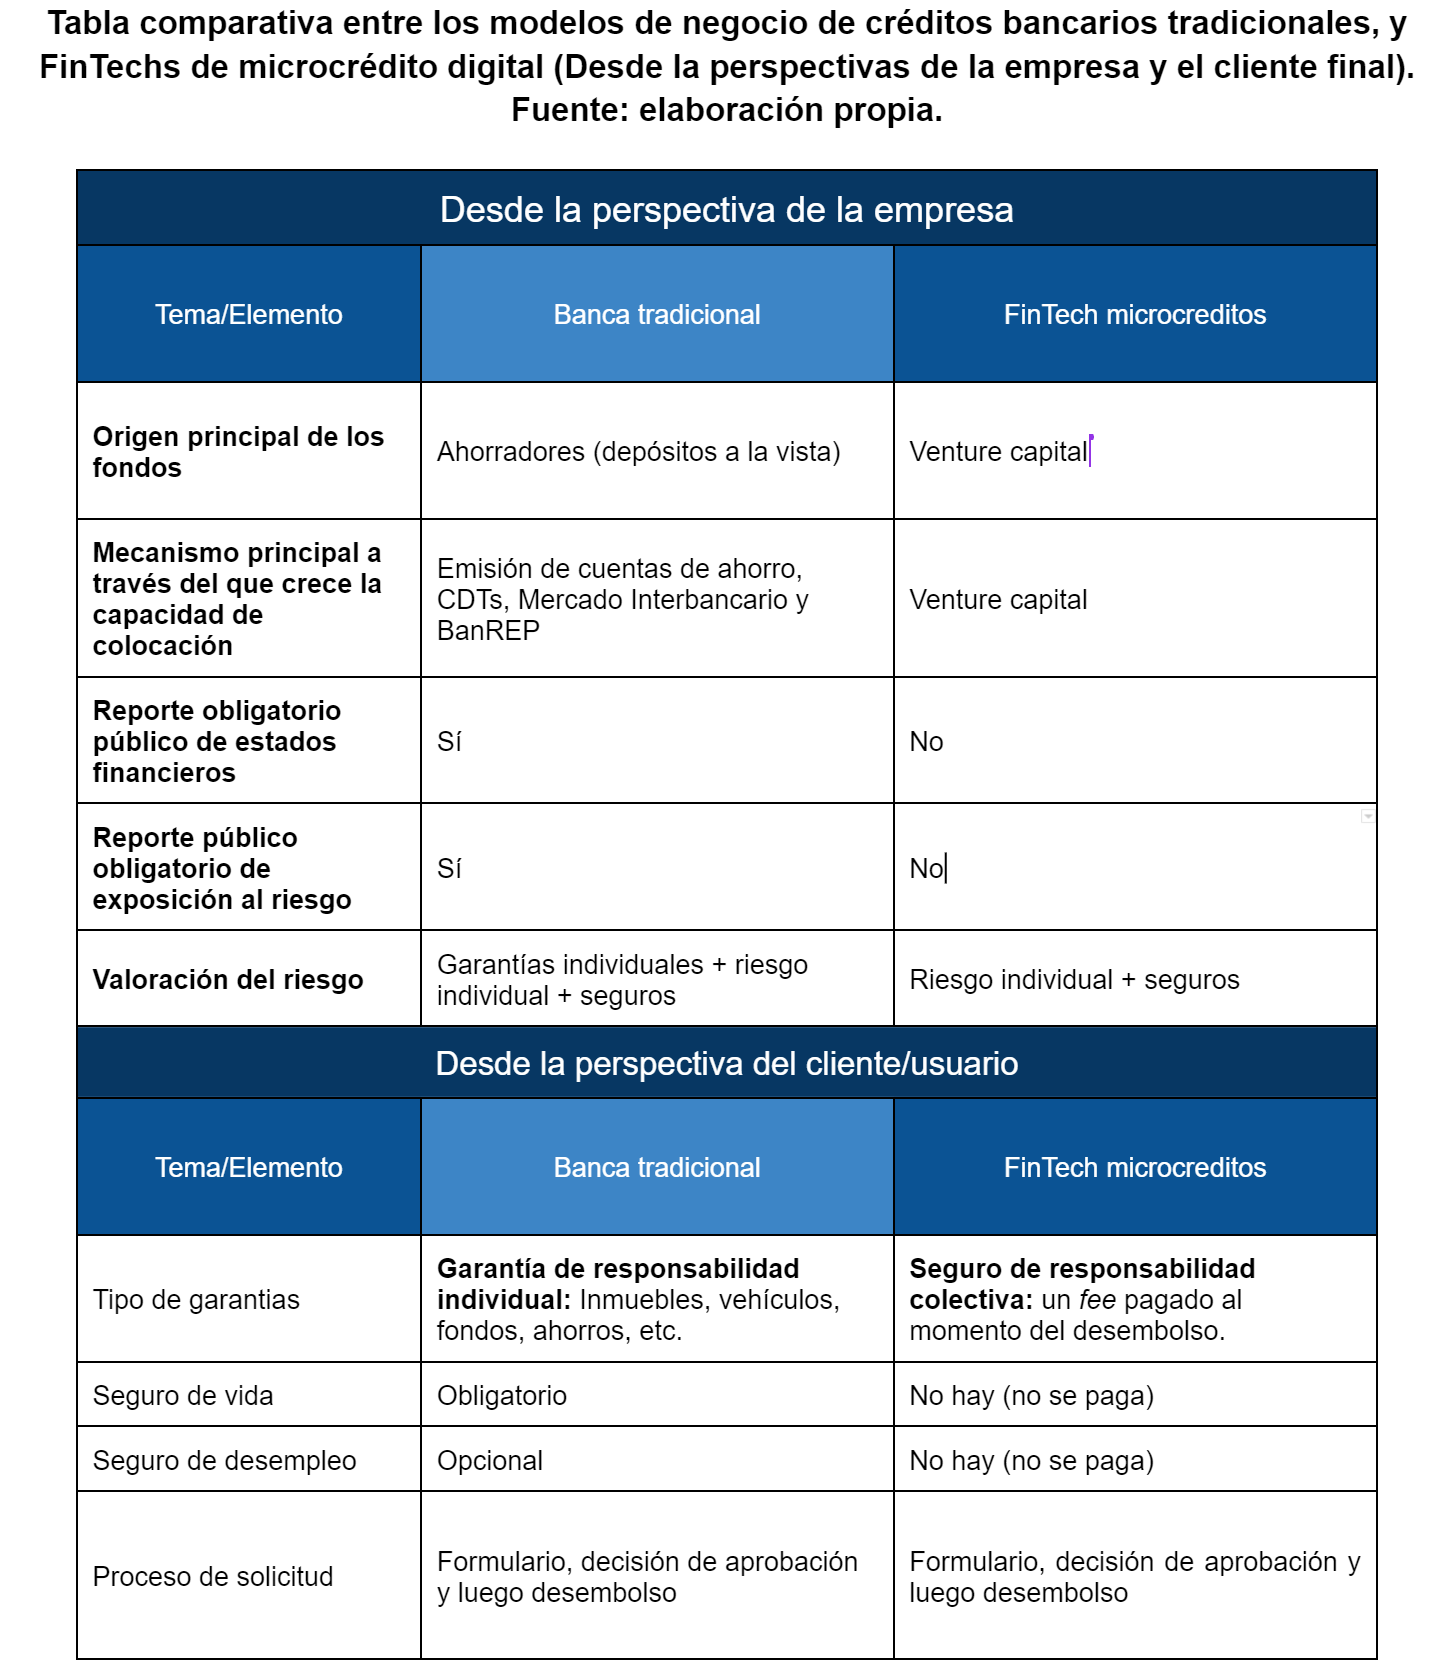 Tabla comparativa entre los modelos de negocio de créditos bancarios tradicionales, y
FinTechs de microcrédito digital (Desde la perspectivas de la empresa y el cliente final).
Fuente: elaboración propia.
Desde la perspectiva de la empresa
Tema/Elemento
Banca tradicional
FinTech microcreditos
Origen principal de los
fondos
Ahorradores (depósitos a la vista)
Venture capital
Mecanismo principal a
través del que crece la
capacidad de
colocación
Emisión de cuentas de ahorro,
CDTs, Mercado Interbancario y
BanREP
Venture capital
Reporte obligatorio
público de estados
financieros
Sí
No
Reporte público
obligatorio de
exposición al riesgo
Sí
No
Valoración del riesgo
Garantías individuales + riesgo
individual + seguros
Riesgo individual + seguros
Desde la perspectiva del cliente/usuario
Tema/Elemento
Banca tradicional
FinTech microcreditos
Tipo de garantias
Garantía de responsabilidad
individual: Inmuebles, vehículos,
fondos, ahorros, etc.
Seguro de responsabilidad
colectiva: un fee pagado al
momento del desembolso.
Seguro de vida
Obligatorio
No hay (no se paga)
Seguro de desempleo
Opcional
No hay (no se paga)
Proceso de solicitud
Formulario, decisión de aprobación
y luego desembolso
Formulario, decisión de aprobación y
luego desembolso